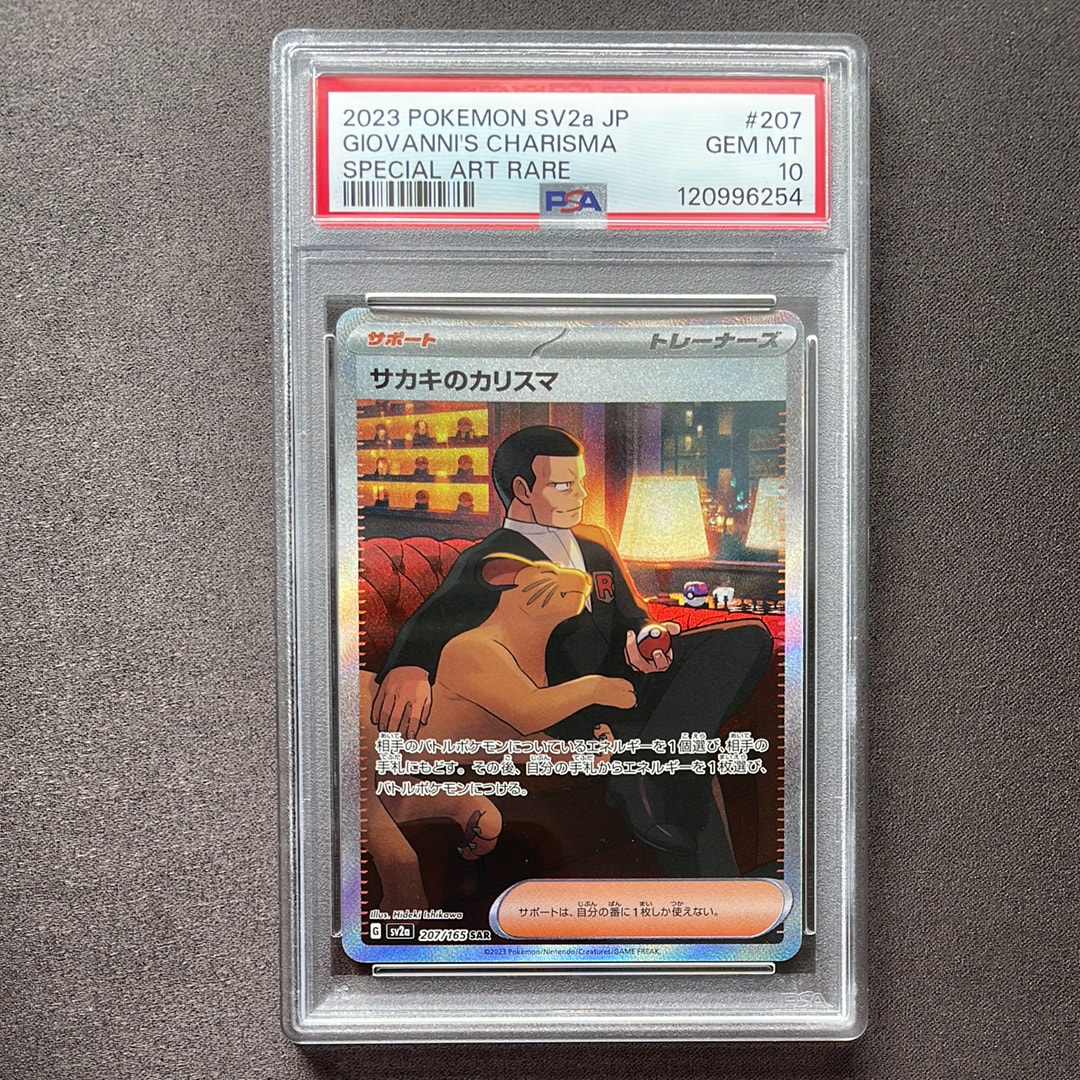 2023 POKEMON SV2a JP #207
GIOVANNI'S CHARISMA GEM MT
SPECIAL ART RARE 10
PSA 120996254
サポート トレーナーズ
サカキのカリスマ
R
相手のバトルポケモンについているエネルギーを1個選び、相手の
手札にもどす。その後、自分の手札からエネルギーを1枚選び、
バトルポケモンにつける。
サポートは、自分の番に1枚しか使えない。
Illus. Hideki Ishikawa
G sv2a 207/165 SAR
©2023 Pokémon/Nintendo/Creatures/GAME FREAK.
PSA